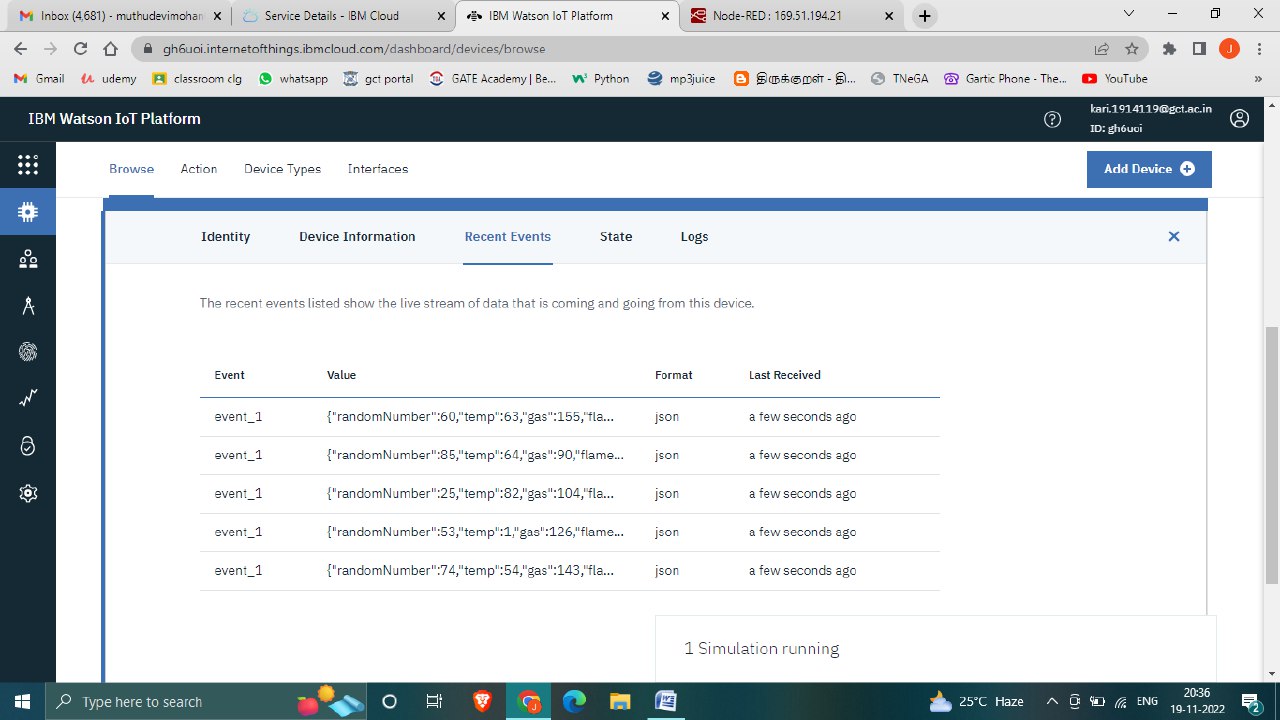 Inbox (4,681) - muthudevimohan
Service Details - IBM Cloud
IBM Watson IoT Platform
Node-RED : 169.51.194.21
gh6uoi.internetofthings.ibmcloud.com/dashboard/devices/browse
Gmail udemy classroom clg whatsapp gct portal GATE Academy | Be... Python mp3juice திருக்குறள் - தி... TNeGA Gartic Phone - The... YouTube »
IBM Watson IoT Platform
kari.1914119@gct.ac.in
ID: gh6uoi
Browse Action Device Types Interfaces Add Device
Identity Device Information Recent Events State Logs
The recent events listed show the live stream of data that is coming and going from this device.
Event Value Format Last Received
event_1 {"randomNumber":60,"temp":63,"gas":155,"fla... json a few seconds ago
event_1 {"randomNumber":85,"temp":64,"gas":90,"flame... json a few seconds ago
event_1 {"randomNumber":25,"temp":82,"gas":104,"fla... json a few seconds ago
event_1 {"randomNumber":53,"temp":1,"gas":126,"flame... json a few seconds ago
event_1 {"randomNumber":74,"temp":54,"gas":143,"fla... json a few seconds ago
1 Simulation running
Type here to search
25°C Haze
ENG
20:36
19-11-2022
2